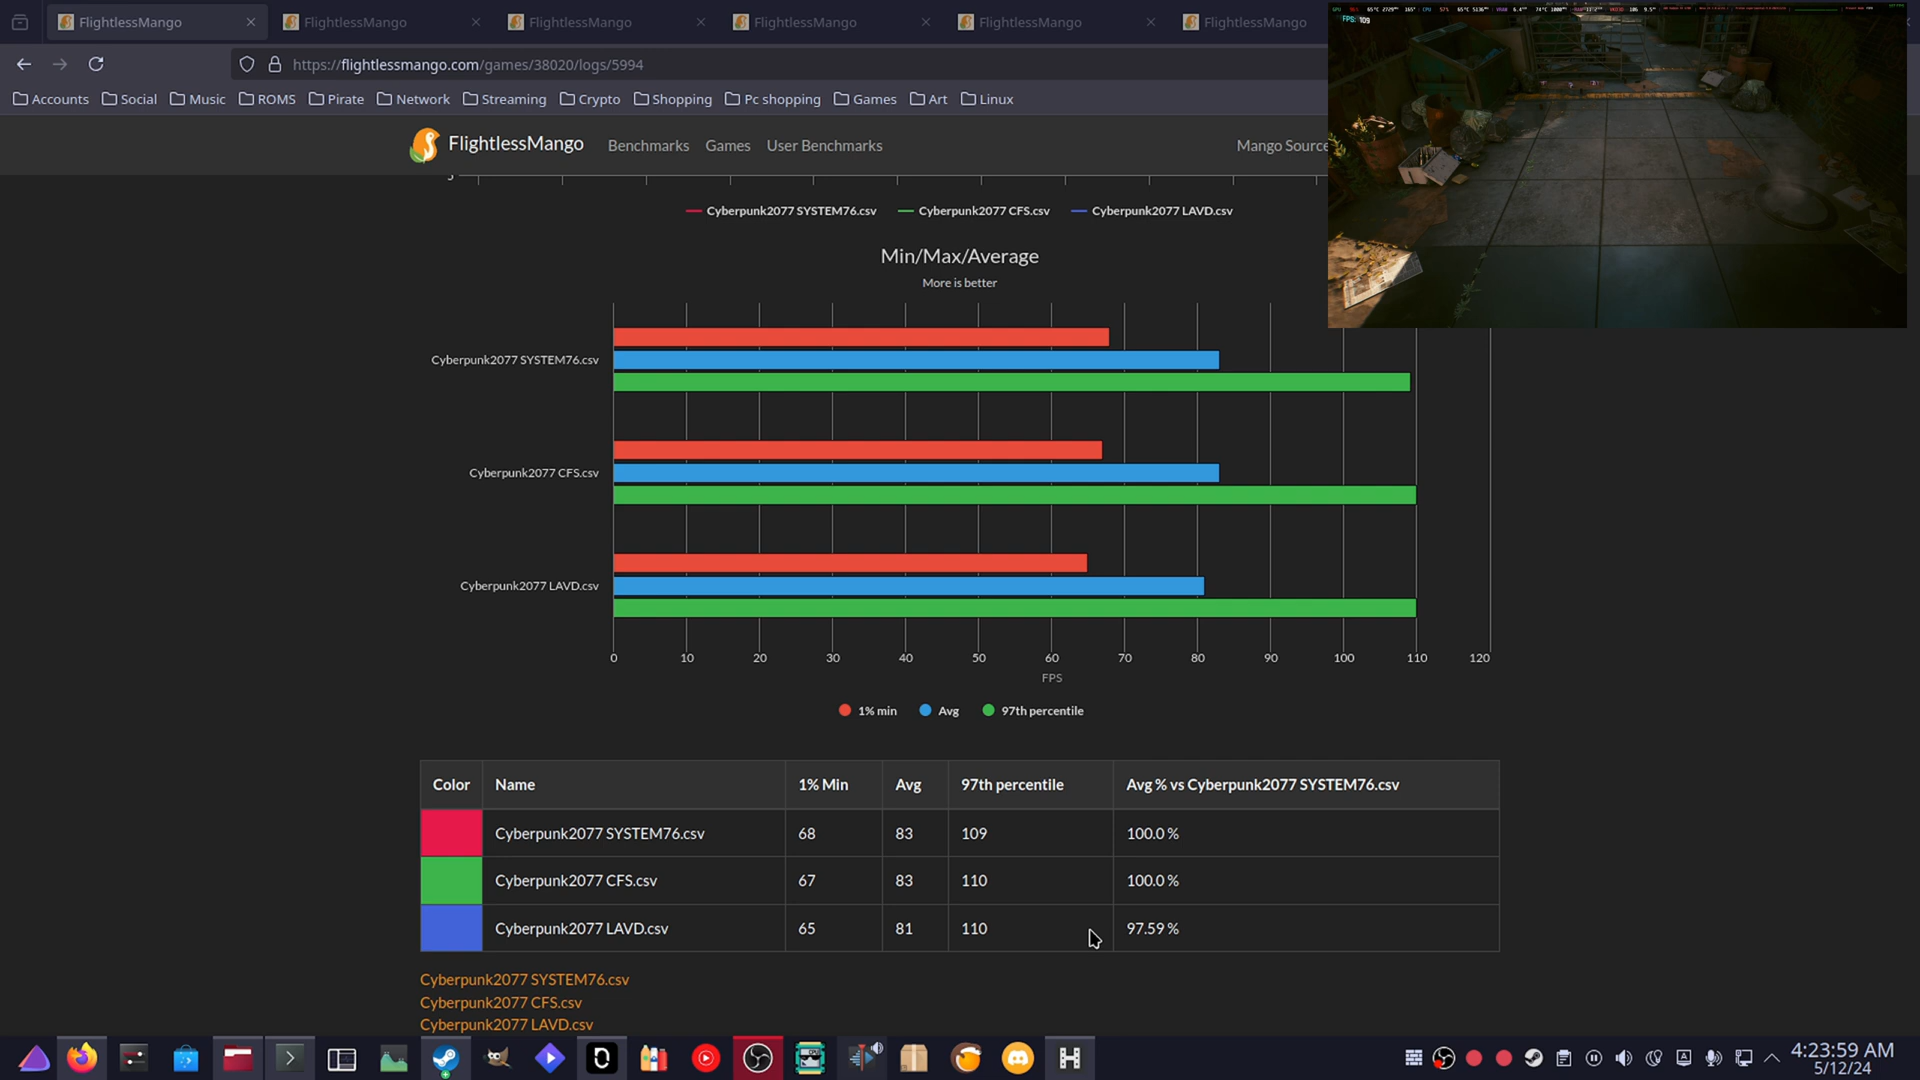 FlightlessMango
FlightlessMango
FlightlessMango
FlightlessMango
FlightlessMango
FlightlessMango
https://flightlessmango.com/games/38020/logs/5994
Accounts
Social
Music
ROMS
Pirate
Network
Streaming
Crypto
Shopping
Pc shopping
Games
Art
Linux
FPS: 109
FlightlessMango
Benchmarks
Games
User Benchmarks
Mango Source
Cyberpunk2077 SYSTEM76.csv
Cyberpunk2077 CFS.csv
Cyberpunk2077 LAVD.csv
Min/Max/Average
More is better
Cyberpunk2077 SYSTEM76.csv
Cyberpunk2077 CFS.csv
Cyberpunk2077 LAVD.csv
0 10 20 30 40 50 60 70 80 90 100 110 120
FPS
1% min
Avg
97th percentile
Color Name 1% Min Avg 97th percentile Avg % vs Cyberpunk2077 SYSTEM76.csv
Cyberpunk2077 SYSTEM76.csv 68 83 109 100.0 %
Cyberpunk2077 CFS.csv 67 83 110 100.0 %
Cyberpunk2077 LAVD.csv 65 81 110 97.59 %
Cyberpunk2077 SYSTEM76.csv
Cyberpunk2077 CFS.csv
Cyberpunk2077 LAVD.csv
4:23:59 AM
5/12/24